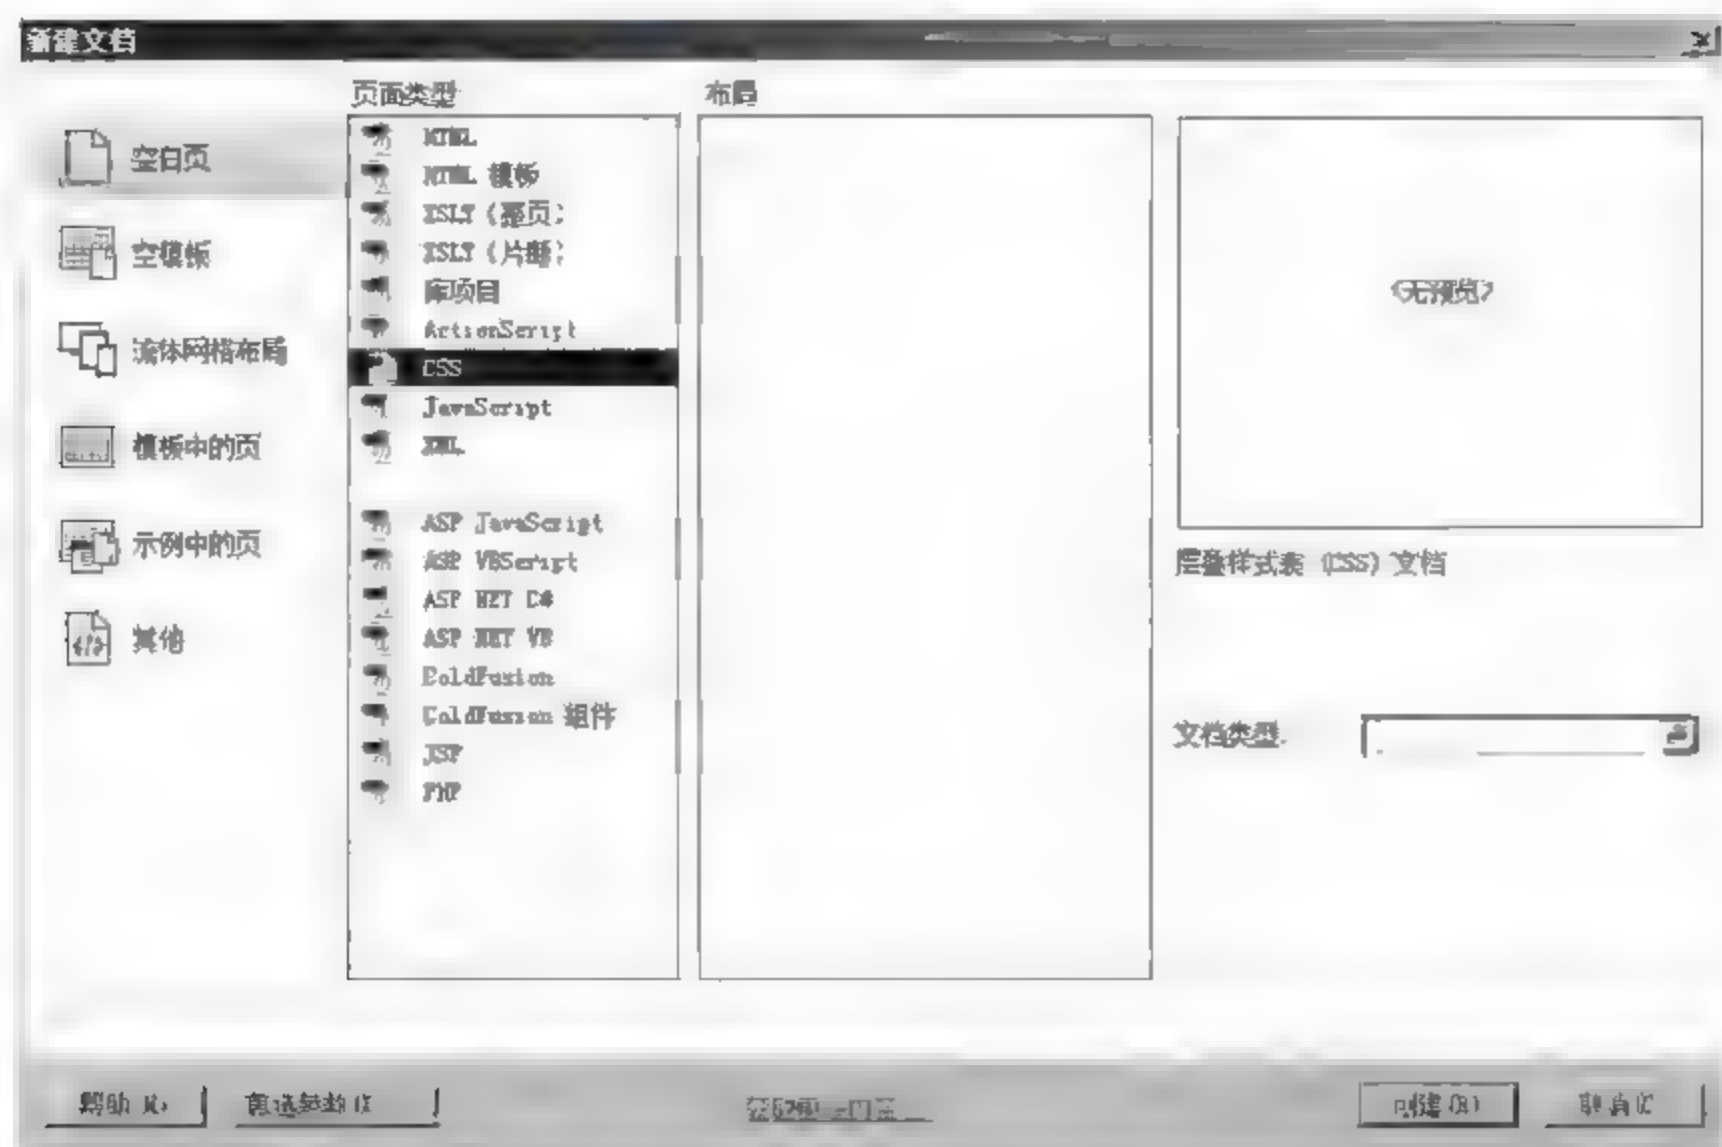 新建文档
页面类型
布局
空白页
空模板
流体网格布局
模板中的页
示例中的页
其他
HTML
HTML 模板
XSLT（整页）
XSLT（片断）
库项目
ActionScript
CSS
JavaScript
XML
ASP JavaScript
ASP VBScript
ASP NET C#
ASP NET VB
ColdFusion
ColdFusion 组件
JSP
PHP
<无预览>
层叠样式表 (CSS) 文档
文档类型:
帮助
首选参数
创建(R)
取消(C)